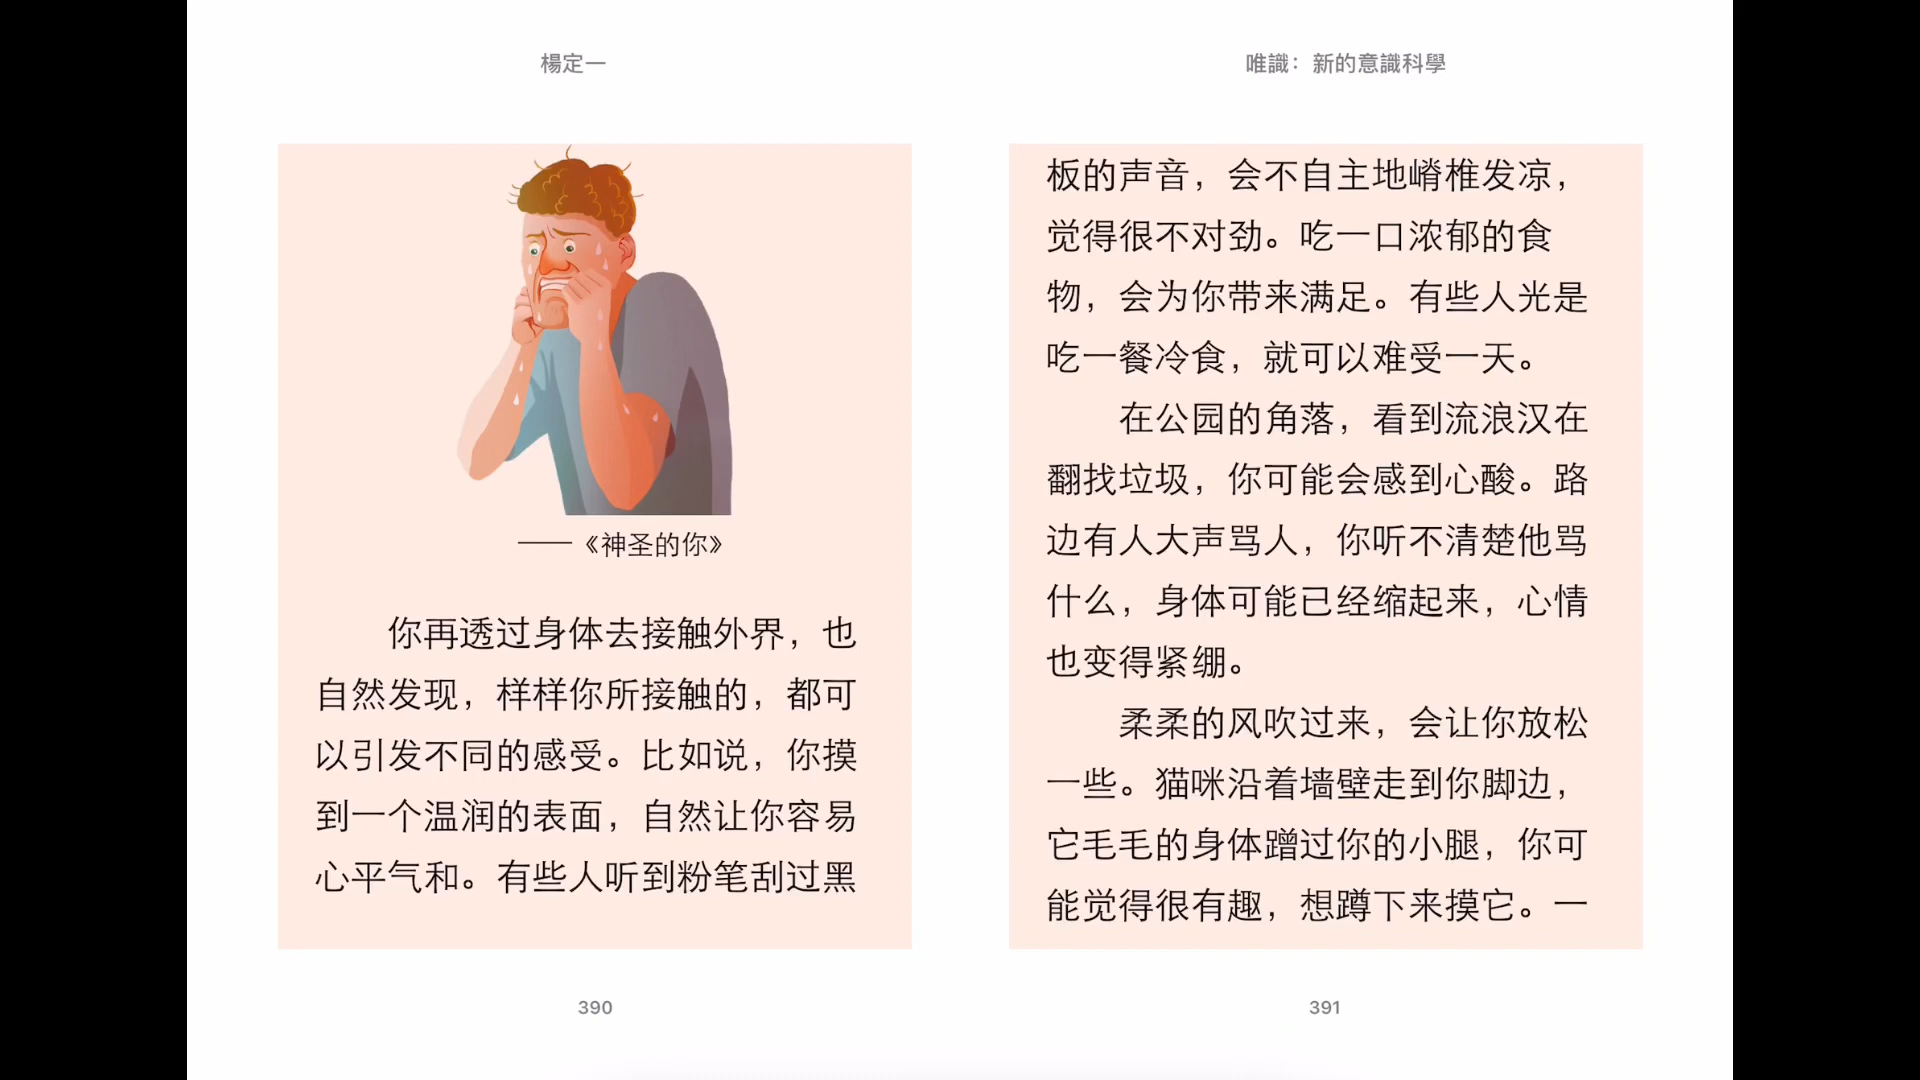 楊定一
——《神圣的你》
你再透过身体去接触外界，也
自然发现，样样你所接触的，都可
以引发不同的感受。比如说，你摸
到一个温润的表面，自然让你容易
心平气和。有些人听到粉笔刮过黑
390
唯識：新的意識科學
板的声音，会不自主地嵴椎发凉，
觉得很不对劲。吃一口浓郁的食
物，会为你带来满足。有些人光是
吃一餐冷食，就可以难受一天。
在公园的角落，看到流浪汉在
翻找垃圾，你可能会感到心酸。路
边有人大声骂人，你听不清楚他骂
什么，身体可能已经缩起来，心情
也变得紧绷。
柔柔的风吹过来，会让你放松
一些。猫咪沿着墙壁走到你脚边，
它毛毛的身体蹭过你的小腿，你可
能觉得很有趣，想蹲下来摸它。一
391